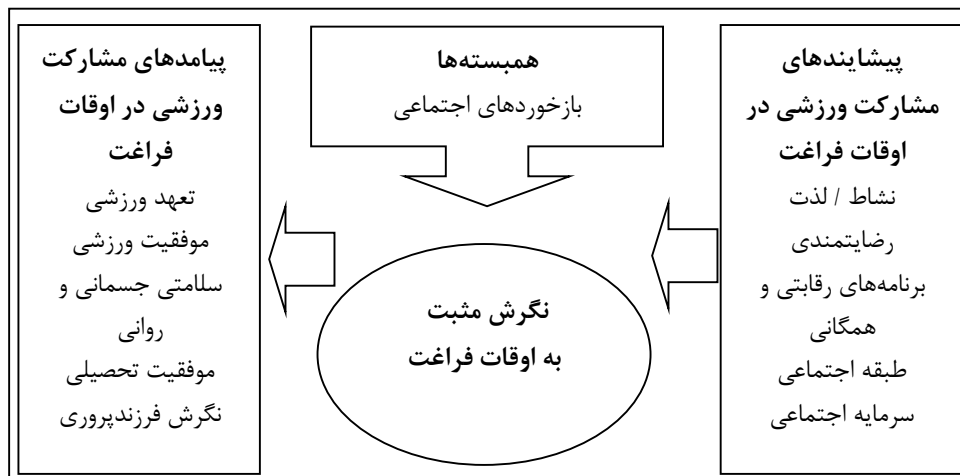 پیشایندهای
مشارکت ورزشی در
اوقات فراغت
نشاط / لذت
رضایتمندی
برنامه‌های رقابتی و
همگانی
طبقه اجتماعی
سرمایه اجتماعی
همبسته‌ها
بازخوردهای اجتماعی
نگرش مثبت
به اوقات فراغت
پیامدهای مشارکت
ورزشی در اوقات
فراغت
تعهد ورزشی
موفقیت ورزشی
سلامتی جسمانی و
روانی
موفقیت تحصیلی
نگرش فرزندپروری